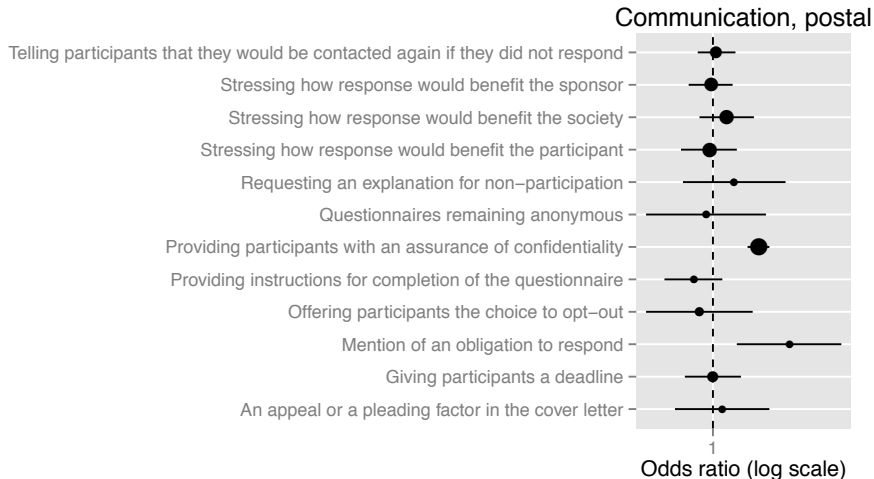 Communication, postal
Telling participants that they would be contacted again if they did not respond
Stressing how response would benefit the sponsor
Stressing how response would benefit the society
Stressing how response would benefit the participant
Requesting an explanation for non−participation
Questionnaires remaining anonymous
Providing participants with an assurance of confidentiality
Providing instructions for completion of the questionnaire
Offering participants the choice to opt−out
Mention of an obligation to respond
Giving participants a deadline
An appeal or a pleading factor in the cover letter
1
Odds ratio (log scale)